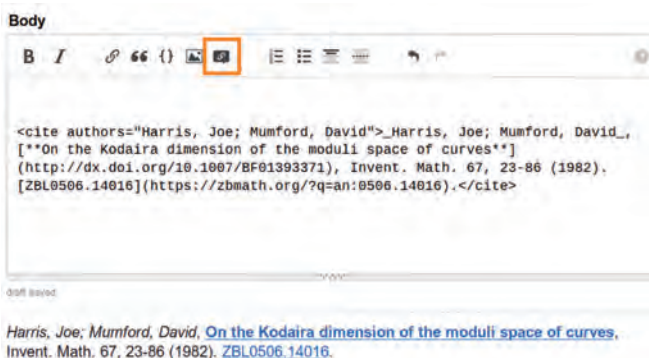 Body
B I 66 {}
<cite authors="Harris, Joe; Mumford, David">_Harris, Joe; Mumford, David_,
[**On the Kodaira dimension of the moduli space of curves**]
(http://dx.doi.org/10.1007/BF01393371), Invent. Math. 67, 23-86 (1982).
[ZBL0506.14016](https://zbmath.org/?q=an:0506.14016).</cite>
draft saved
Harris, Joe; Mumford, David, On the Kodaira dimension of the moduli space of curves,
Invent. Math. 67, 23-86 (1982). ZBL0506.14016.